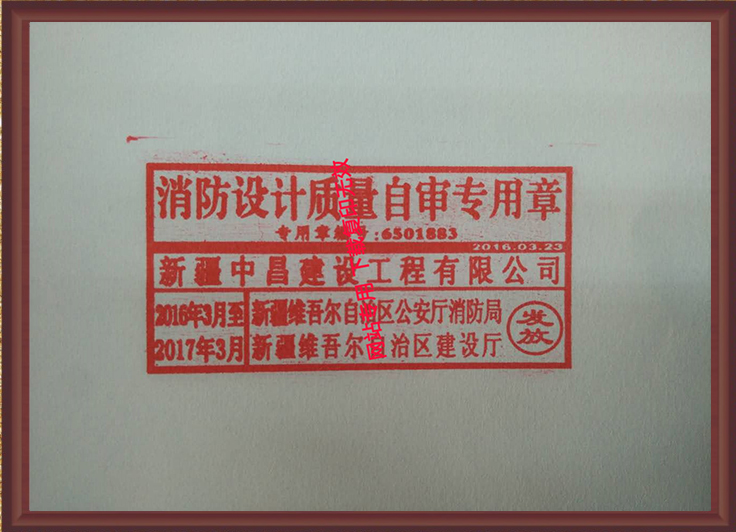 消防设计质量自审专用章
专用章编号:6501883
2016.03.23
新疆中昌建设工程有限公司
2016年3月至
2017年3月
新疆维吾尔自治区公安厅消防局
新疆维吾尔自治区建设厅
发放